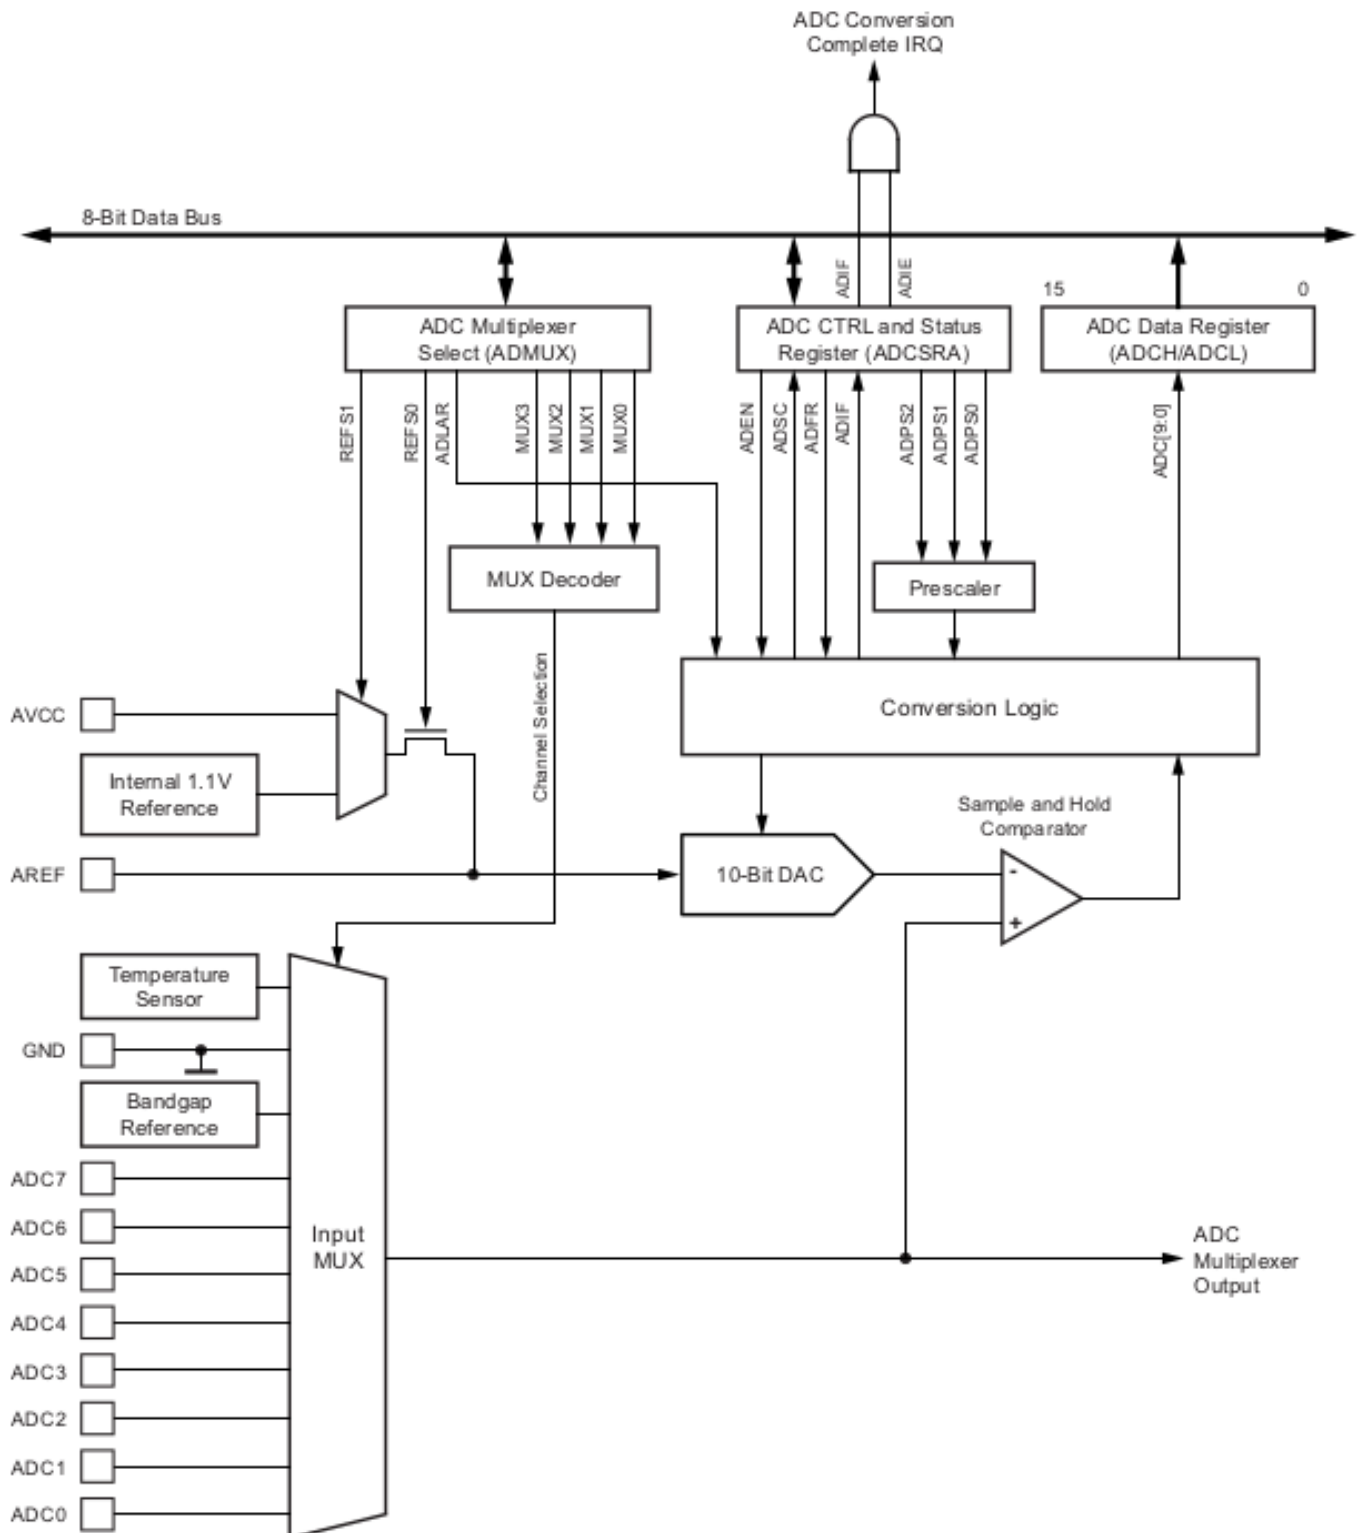 ADC Conversion
Complete IRQ
8-Bit Data Bus
ADIF
ADIE
15
0
ADC Multiplexer
Select (ADMUX)
ADC CTRL and Status
Register (ADCSRA)
ADC Data Register
(ADCH/ADCL)
REFS1
REFS0
ADLAR
MUX3
MUX2
MUX1
MUX0
ADEN
ADSC
ADFR
ADIF
ADPS2
ADPS1
ADPS0
ADC[9:0]
MUX Decoder
Prescaler
Channel Selection
Conversion Logic
AVCC
Internal 1.1V
Reference
Sample and Hold
Comparator
AREF
10-Bit DAC
-
+
Temperature
Sensor
GND
Bandgap
Reference
ADC7
ADC6
ADC5
ADC4
ADC3
ADC2
ADC1
ADC0
Input
MUX
ADC
Multiplexer
Output